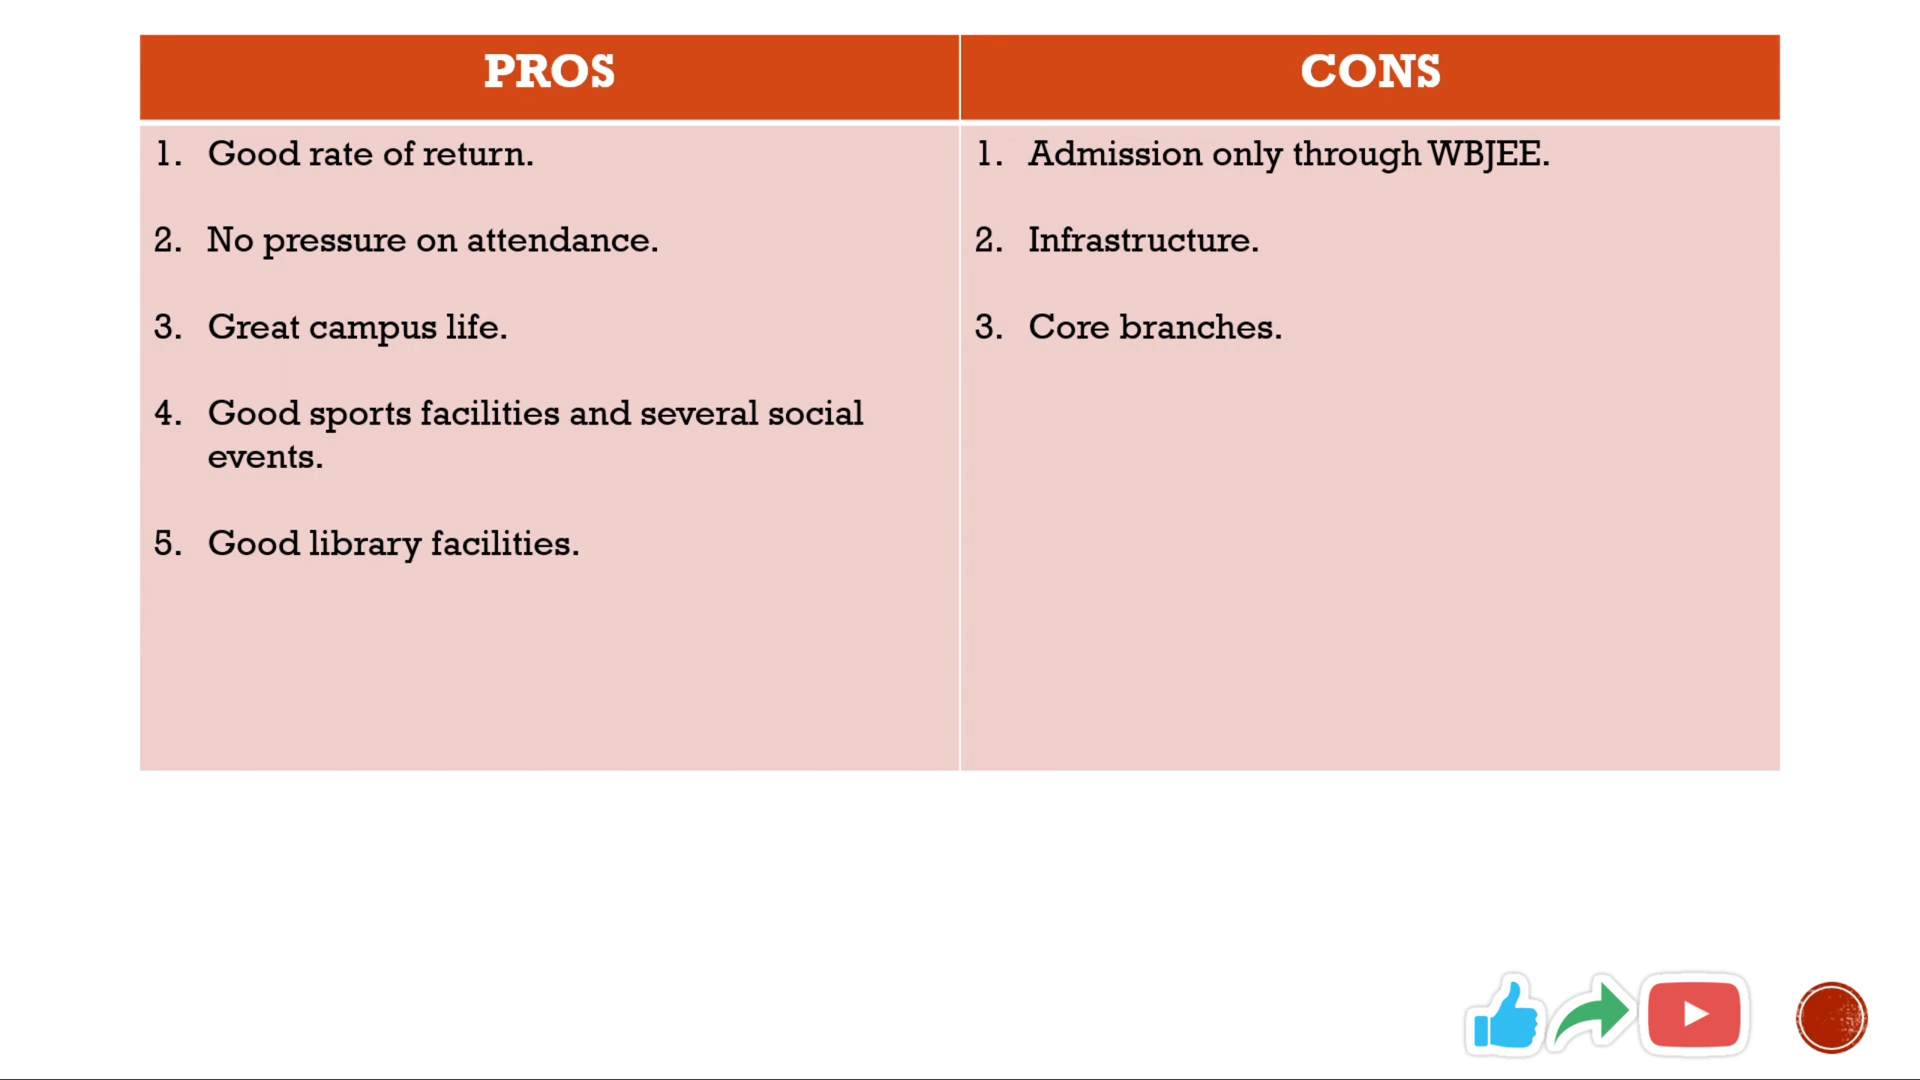 PROS
CONS
1. Good rate of return.
2. No pressure on attendance.
3. Great campus life.
4. Good sports facilities and several social
events.
5. Good library facilities.
1. Admission only through WBJEE.
2. Infrastructure.
3. Core branches.